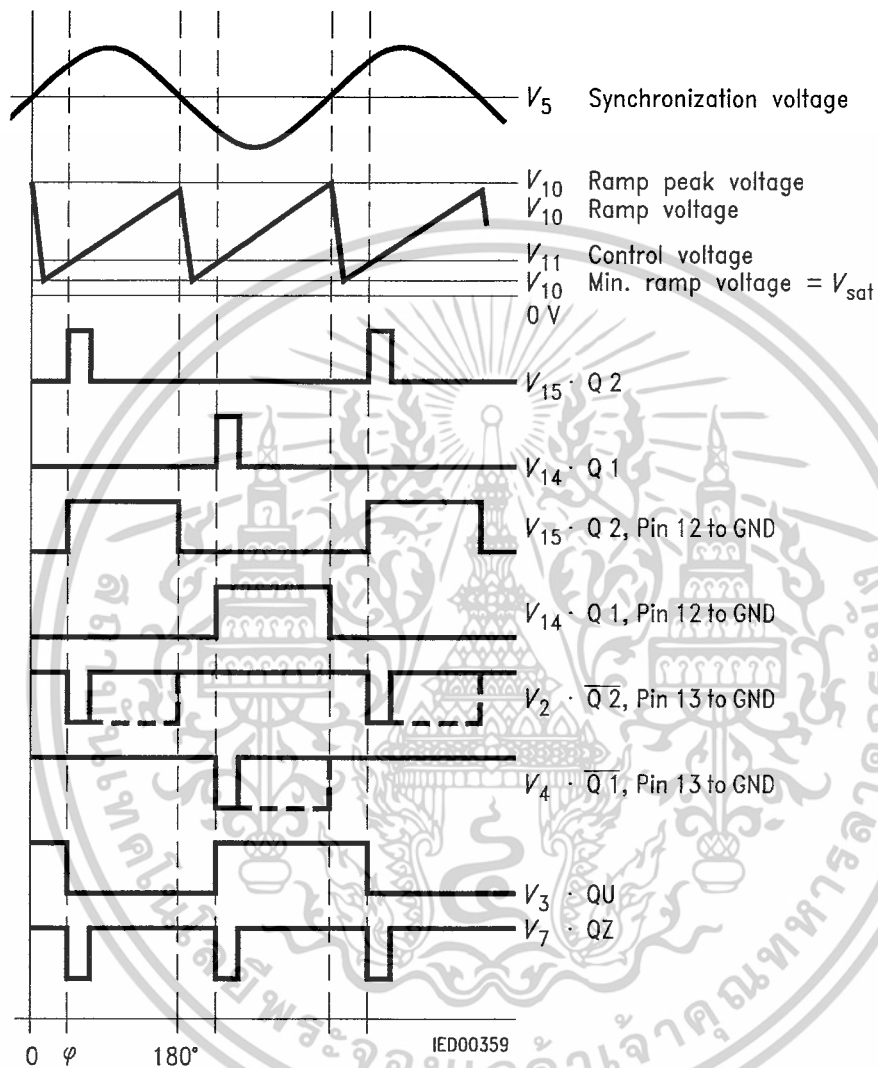 V5 Synchronization voltage
V10 Ramp peak voltage
V10 Ramp voltage
V11 Control voltage
V10 Min. ramp voltage = Vsat
0 V
V15 · Q 2
V14 · Q 1
V15 · Q 2, Pin 12 to GND
V14 · Q 1, Pin 12 to GND
V2 · Q̅ ̅2̅, Pin 13 to GND
V4 · Q̅ ̅1̅, Pin 13 to GND
V3 · QU
V7 · QZ
IED00359
0 φ 180°